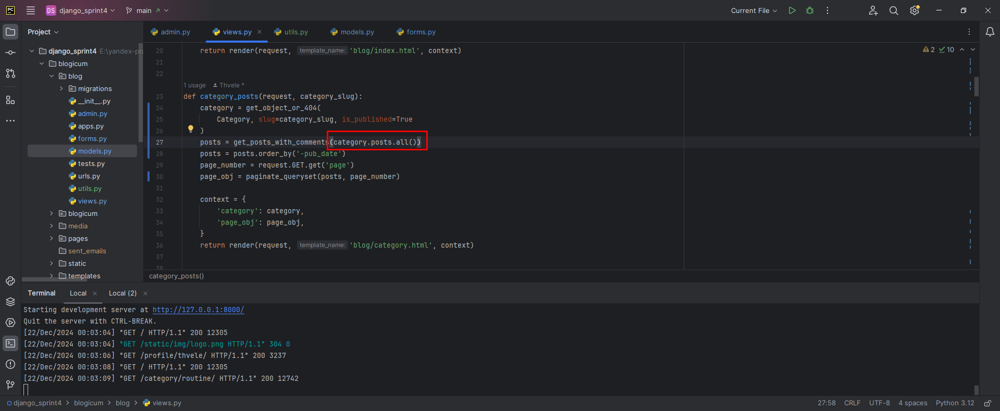 PC
DS django_sprint4 main Current File
Project
admin.py views.py utils.py models.py forms.py
django_sprint4 E:\yandex-pra
blogicum
blog
migrations
__init__.py
admin.py
apps.py
forms.py
models.py
tests.py
urls.py
utils.py
views.py
blogicum
media
pages
sent_emails
static
templates
2 10
20 return render(request, template_name: 'blog/index.html', context)
21
22
1 usage Thvele *
23 def category_posts(request, category_slug):
24 category = get_object_or_404(
25 Category, slug=category_slug, is_published=True
26 )
27 posts = get_posts_with_comments(category.posts.all())
28 posts = posts.order_by('-pub_date')
29 page_number = request.GET.get('page')
30 page_obj = paginate_queryset(posts, page_number)
31
32 context = {
33 'category': category,
34 'page_obj': page_obj,
35 }
36 return render(request, template_name: 'blog/category.html', context)
37
38
category_posts()
Terminal Local Local (2)
Starting development server at http://127.0.0.1:8000/
Quit the server with CTRL-BREAK.
[22/Dec/2024 00:03:04] "GET / HTTP/1.1" 200 12305
[22/Dec/2024 00:03:04] "GET /static/img/logo.png HTTP/1.1" 304 0
[22/Dec/2024 00:03:06] "GET /profile/thvele/ HTTP/1.1" 200 3237
[22/Dec/2024 00:03:08] "GET / HTTP/1.1" 200 12305
[22/Dec/2024 00:03:09] "GET /category/routine/ HTTP/1.1" 200 12742
django_sprint4 > blogicum > blog > views.py 27:58 CRLF UTF-8 4 spaces Python 3.12